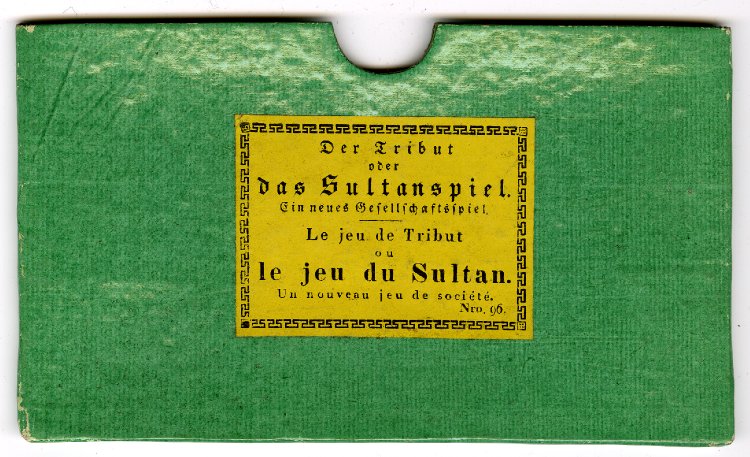 Der Tribut
oder
das Sultanspiel.
Ein neues Gesellschaftsspiel.
Le jeu de Tribut
ou
le jeu du Sultan.
Un nouveau jeu de société.
Nro. 96.